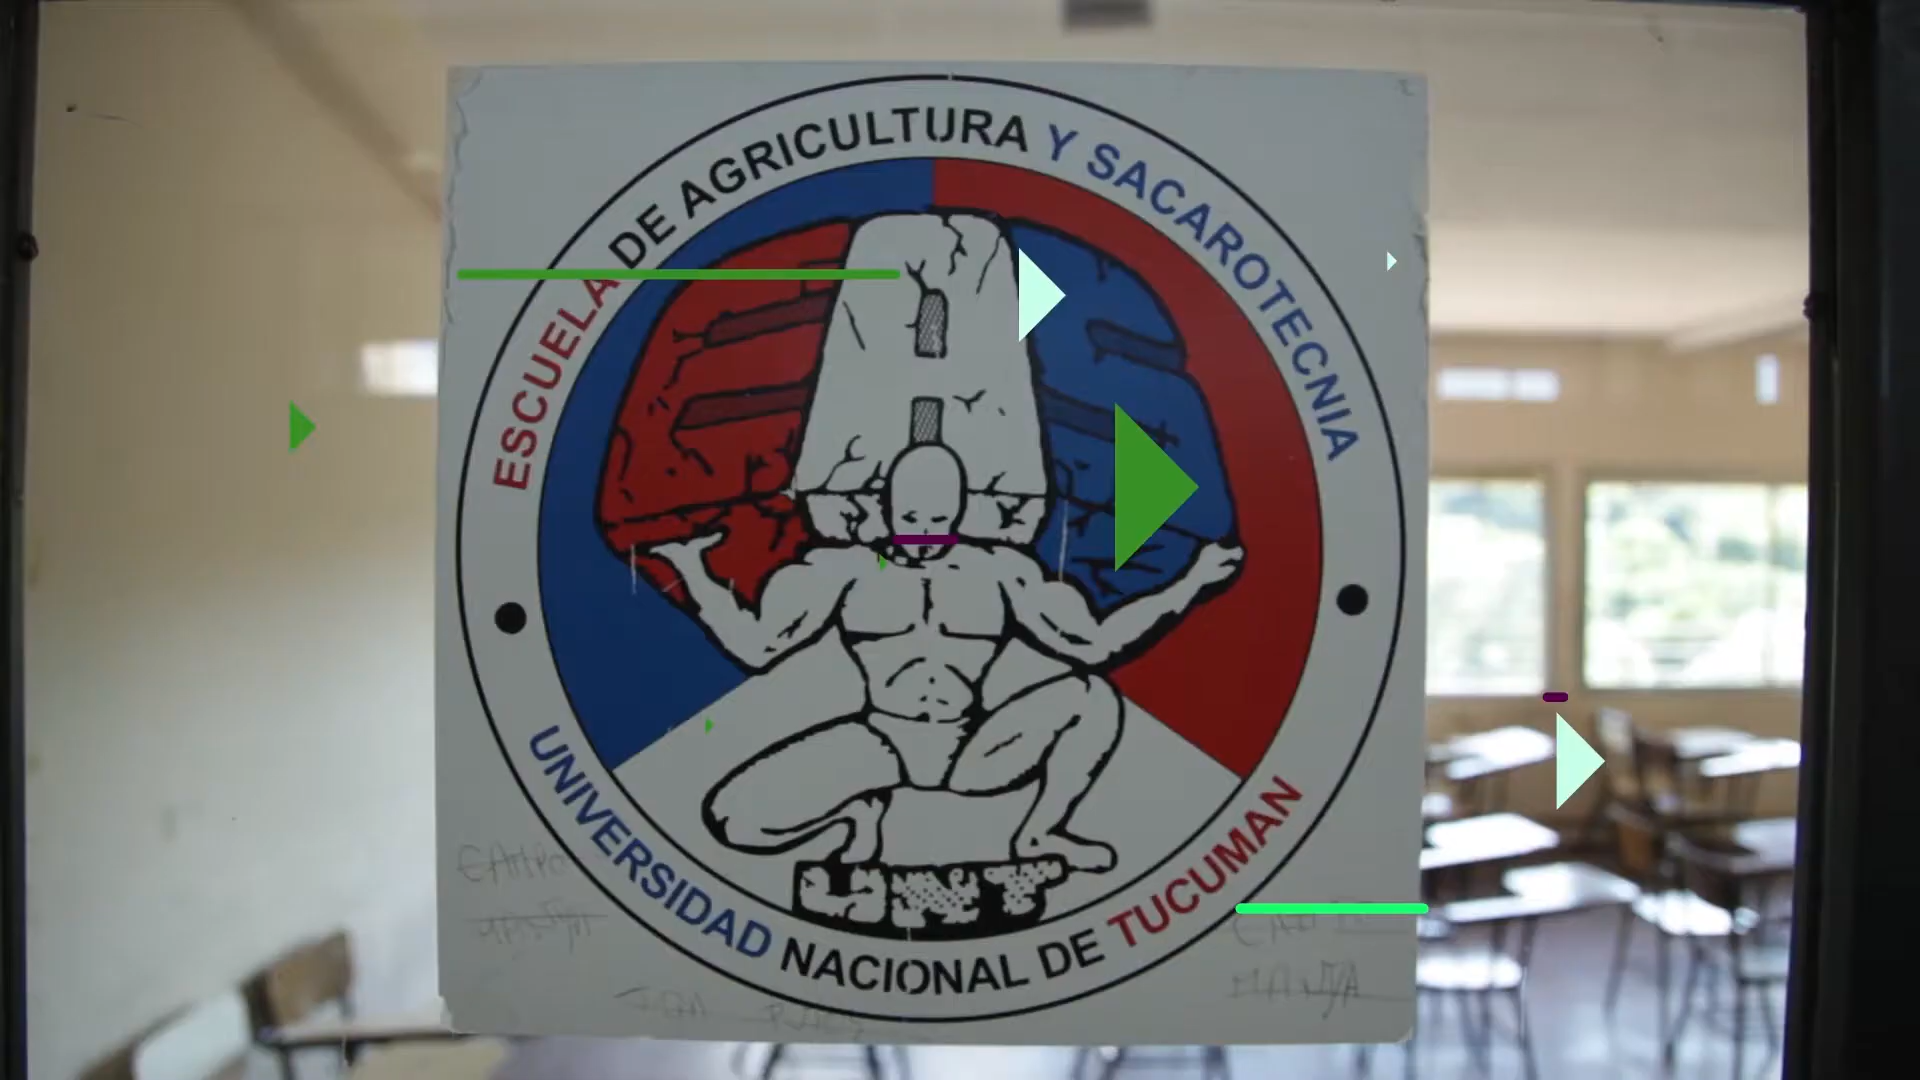 ESCUELA DE AGRICULTURA Y SACAROTECNIA
UNT
UNIVERSIDAD NACIONAL DE TUCUMAN